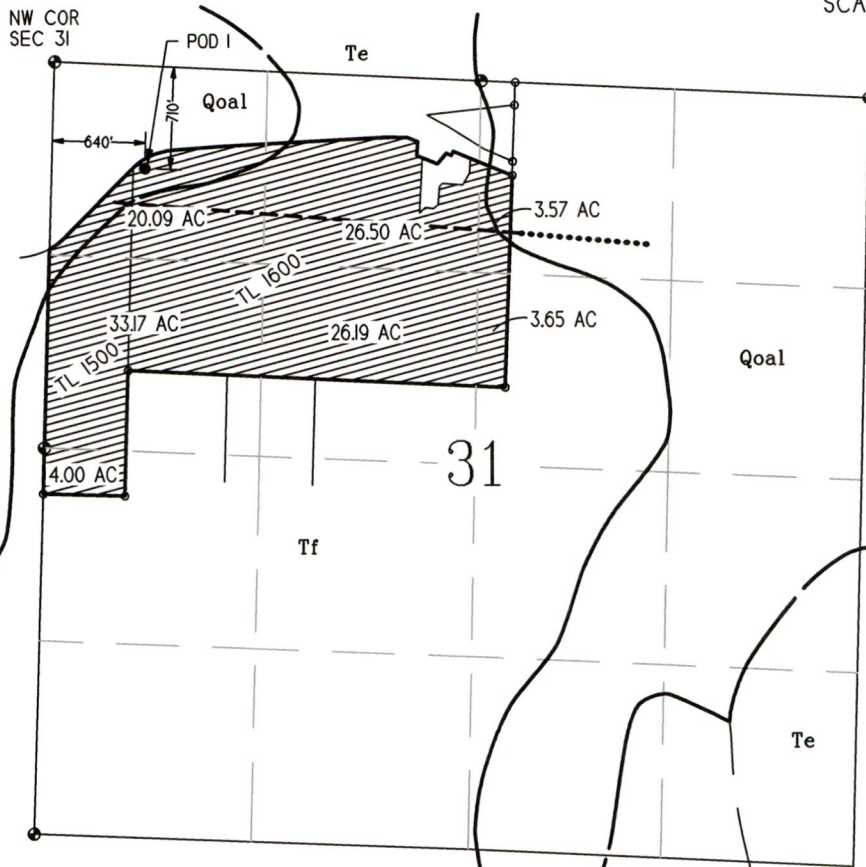 SCA
NW COR
SEC 31
POD 1
Te
Qoal
710'
640'
20.09 AC
26.50 AC
3.57 AC
TL 1600
33.17 AC
26.19 AC
3.65 AC
Qoal
TL 1500
31
4.00 AC
Tf
Te